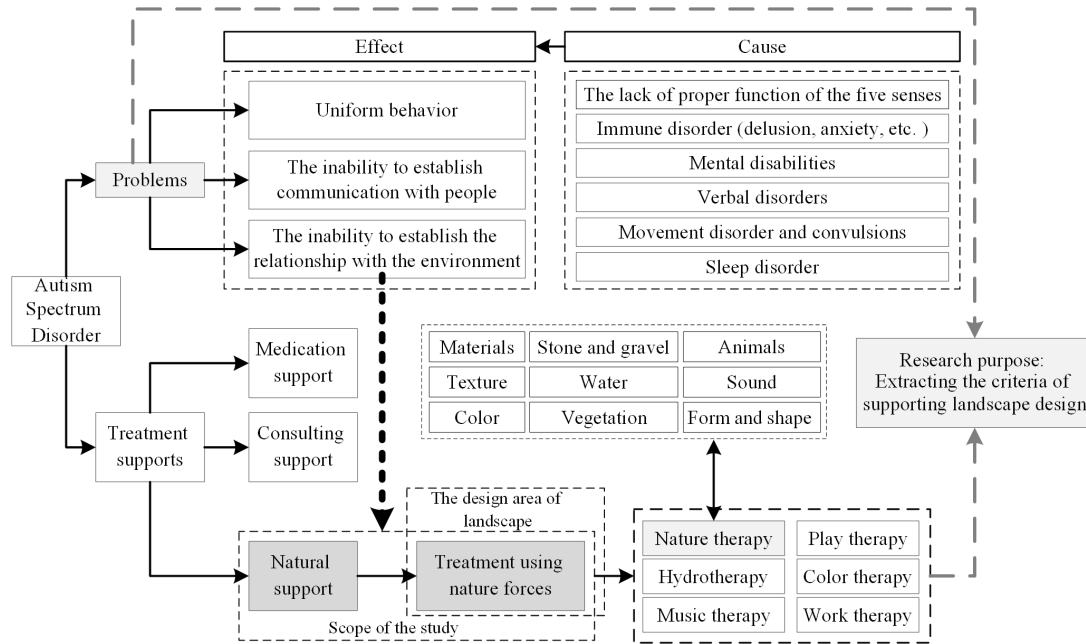 Effect
Cause
Uniform behavior
The inability to establish
communication with people
The inability to establish the
relationship with the environment
The lack of proper function of the five senses
Immune disorder (delusion, anxiety, etc. )
Mental disabilities
Verbal disorders
Movement disorder and convulsions
Sleep disorder
Problems
Autism
Spectrum
Disorder
Treatment
supports
Medication
support
Consulting
support
Materials
Stone and gravel
Animals
Texture
Water
Sound
Color
Vegetation
Form and shape
Research purpose:
Extracting the criteria of
supporting landscape design
The design area of
landscape
Natural
support
Treatment using
nature forces
Scope of the study
Nature therapy
Play therapy
Hydrotherapy
Color therapy
Music therapy
Work therapy